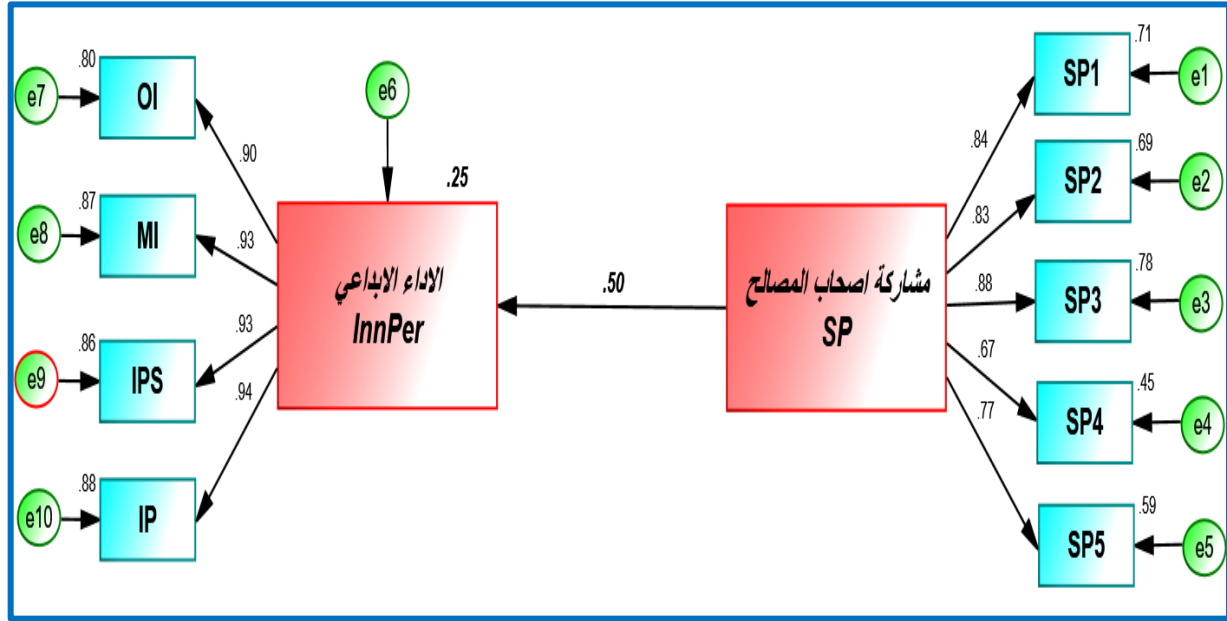 .80
e7
OI
.90
.87
e8
MI
.93
.86
e9
IPS
.93
.88
e10
IP
.94
e6
.25
الاداء الابداعي
InnPer
.50
مشاركة اصحاب المصالح
SP
.84
.71
SP1
e1
.83
.69
SP2
e2
.88
.78
SP3
e3
.67
.45
SP4
e4
.77
.59
SP5
e5